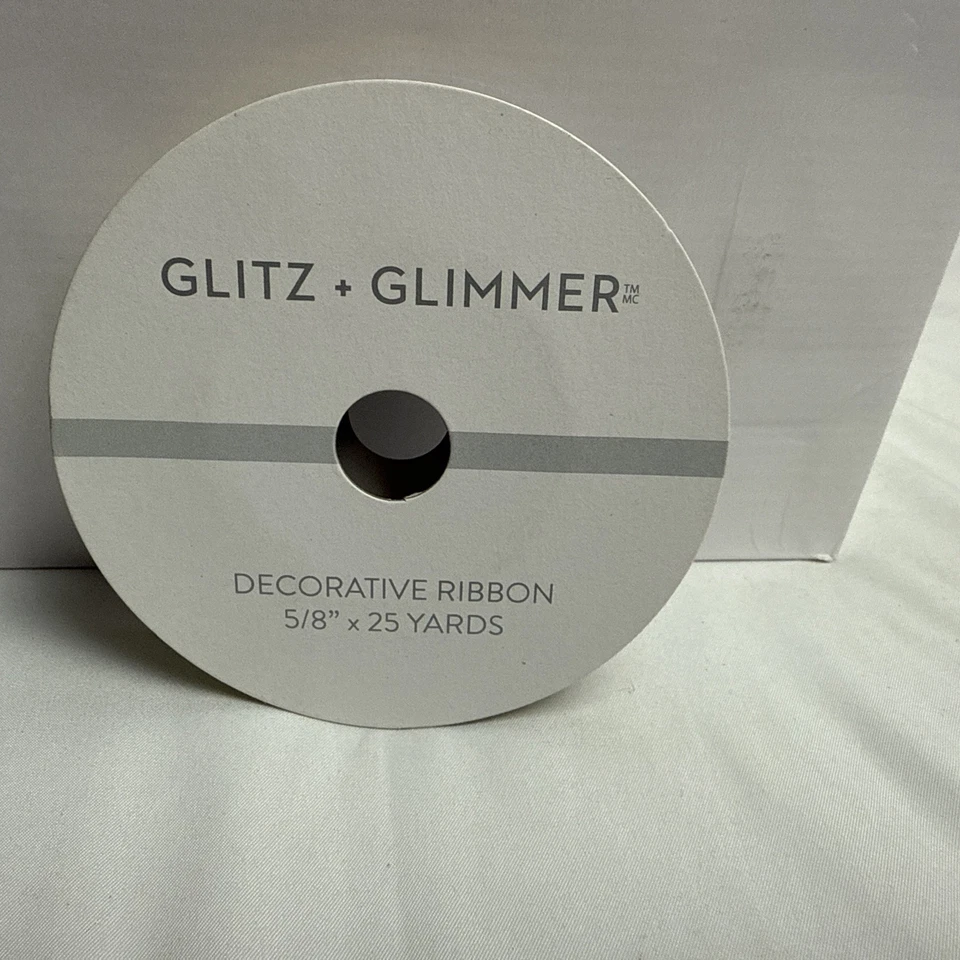 GLITZ + GLIMMER™ MC
DECORATIVE RIBBON
5/8” x 25 YARDS